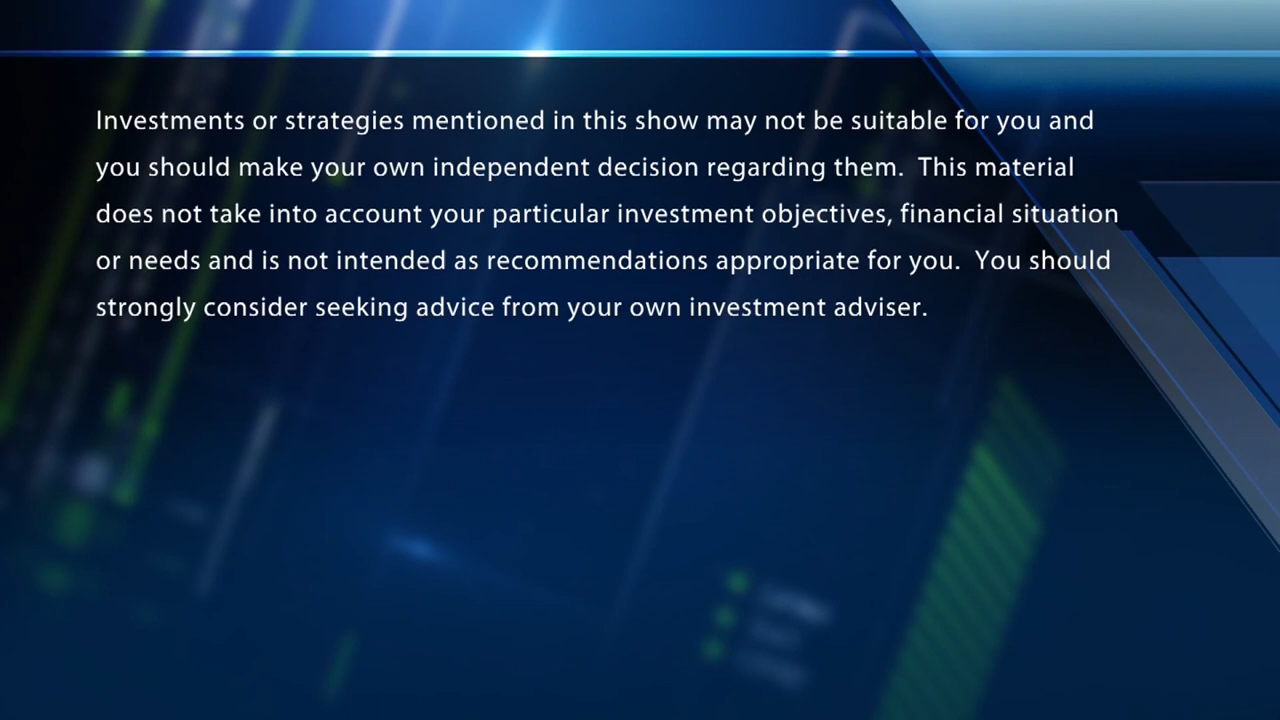 Investments or strategies mentioned in this show may not be suitable for you and
you should make your own independent decision regarding them.  This material
does not take into account your particular investment objectives, financial situation
or needs and is not intended as recommendations appropriate for you.  You should
strongly consider seeking advice from your own investment adviser.